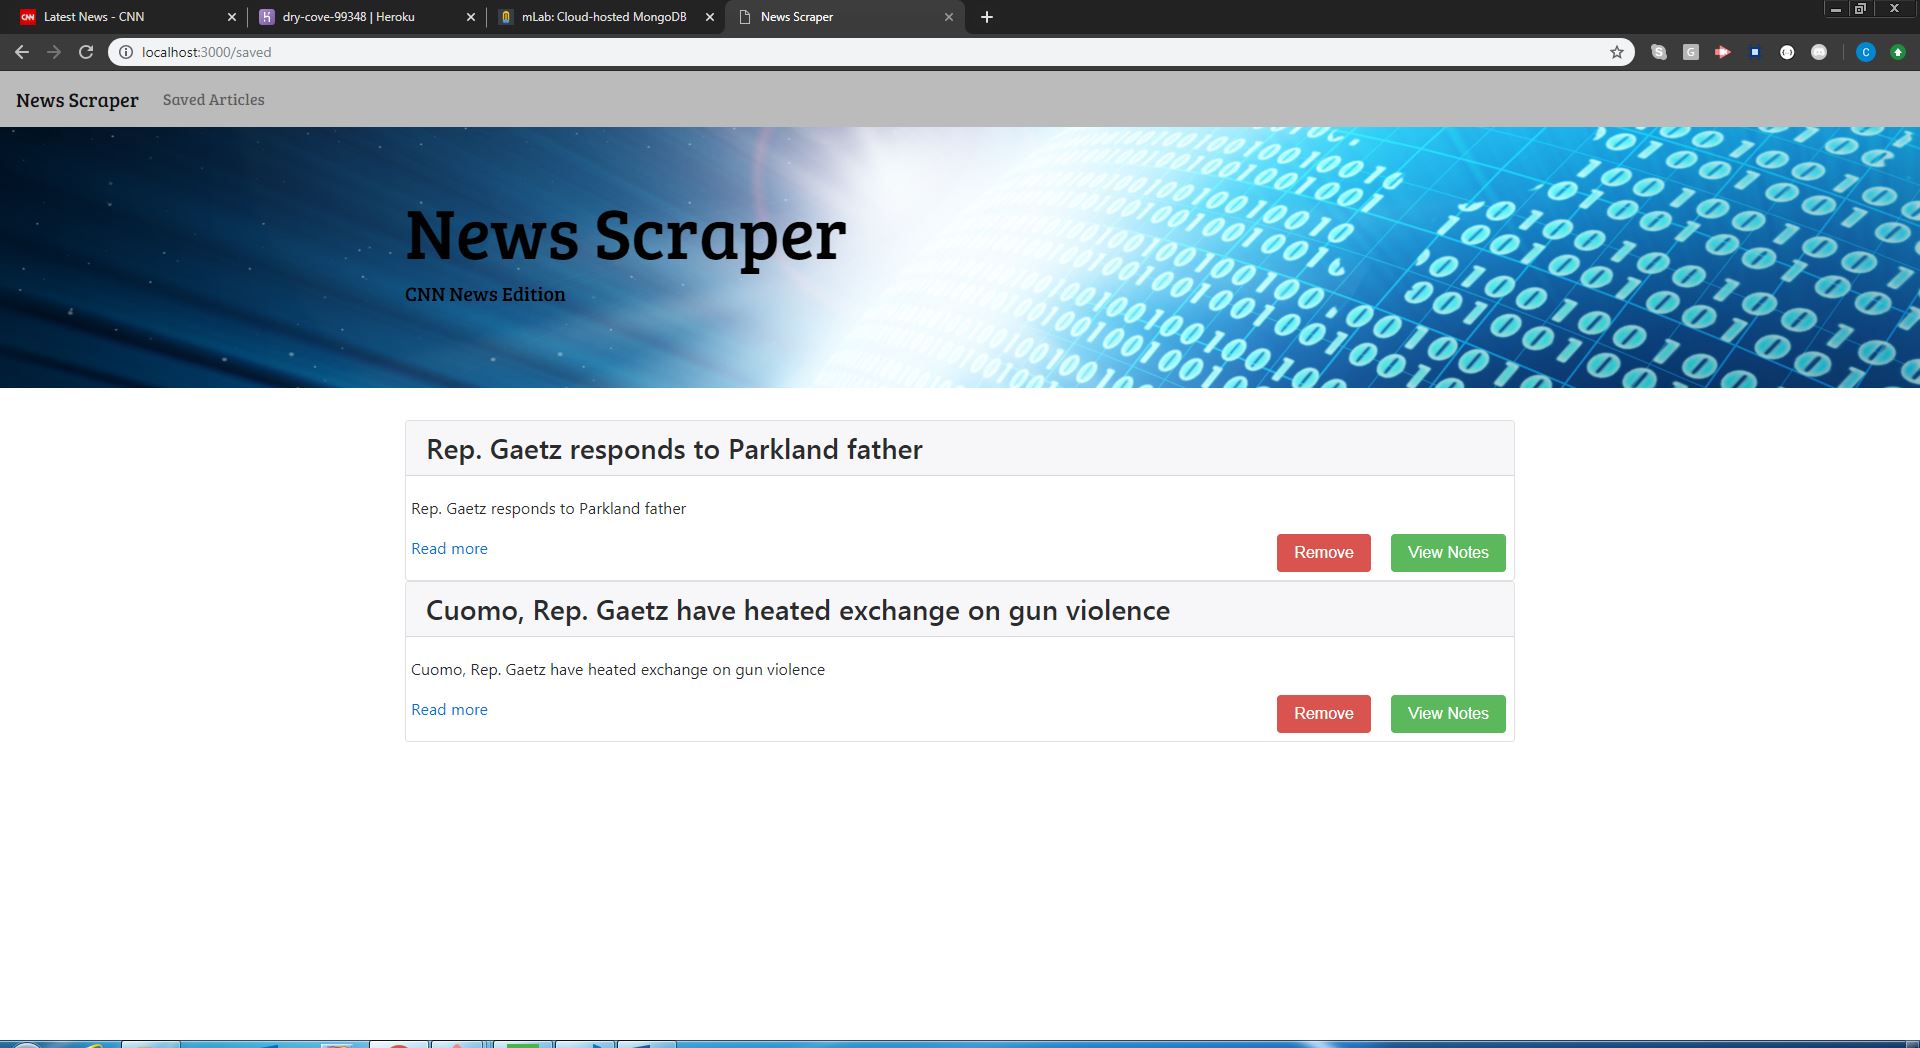 Latest News - CNN
dry-cove-99348 | Heroku
mLab: Cloud-hosted MongoDB
News Scraper
localhost:3000/saved
News Scraper
Saved Articles
News Scraper
CNN News Edition
Rep. Gaetz responds to Parkland father
Rep. Gaetz responds to Parkland father
Read more
Remove
View Notes
Cuomo, Rep. Gaetz have heated exchange on gun violence
Cuomo, Rep. Gaetz have heated exchange on gun violence
Read more
Remove
View Notes